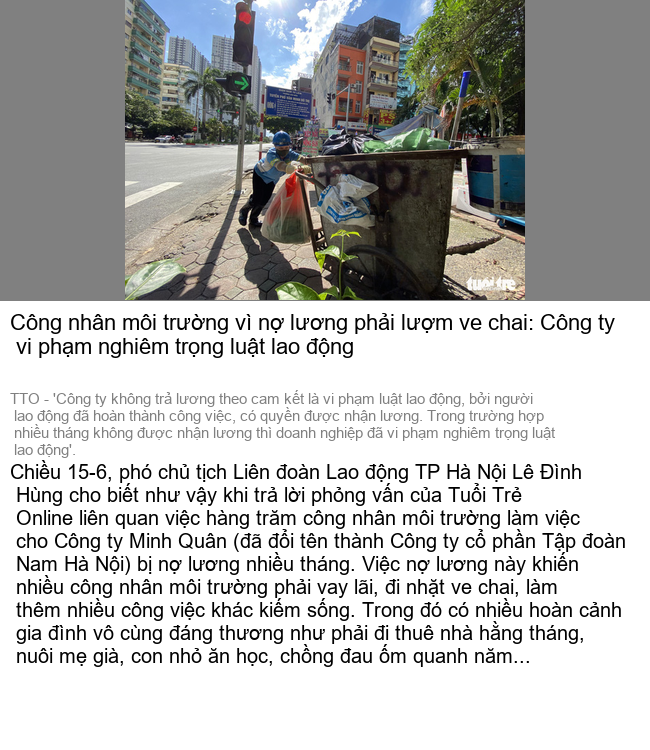 tuổi trẻ
Công nhân môi trường vì nợ lương phải lượm ve chai: Công ty
vi phạm nghiêm trọng luật lao động
TTO - 'Công ty không trả lương theo cam kết là vi phạm luật lao động, bởi người
lao động đã hoàn thành công việc, có quyền được nhận lương. Trong trường hợp
nhiều tháng không được nhận lương thì doanh nghiệp đã vi phạm nghiêm trọng luật
lao động'.
Chiều 15-6, phó chủ tịch Liên đoàn Lao động TP Hà Nội Lê Đình
Hùng cho biết như vậy khi trả lời phỏng vấn của Tuổi Trẻ
Online liên quan việc hàng trăm công nhân môi trường làm việc
cho Công ty Minh Quân (đã đổi tên thành Công ty cổ phần Tập đoàn
Nam Hà Nội) bị nợ lương nhiều tháng. Việc nợ lương này khiến
nhiều công nhân môi trường phải vay lãi, đi nhặt ve chai, làm
thêm nhiều công việc khác kiếm sống. Trong đó có nhiều hoàn cảnh
gia đình vô cùng đáng thương như phải đi thuê nhà hằng tháng,
nuôi mẹ già, con nhỏ ăn học, chồng đau ốm quanh năm...